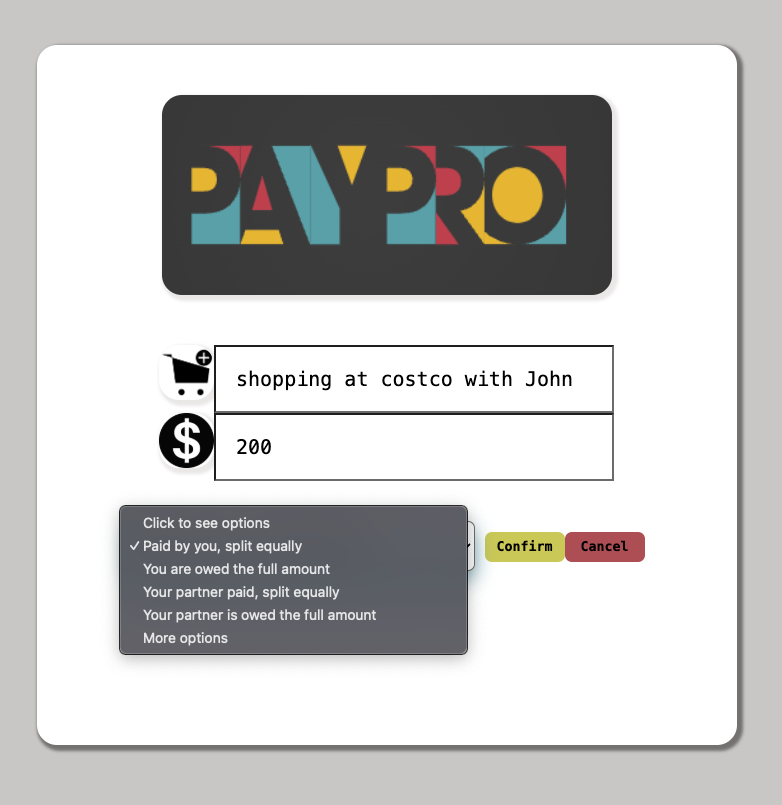 PAYPRO
shopping at costco with John
$
200
Click to see options
✓ Paid by you, split equally
You are owed the full amount
Your partner paid, split equally
Your partner is owed the full amount
More options
Confirm
Cancel